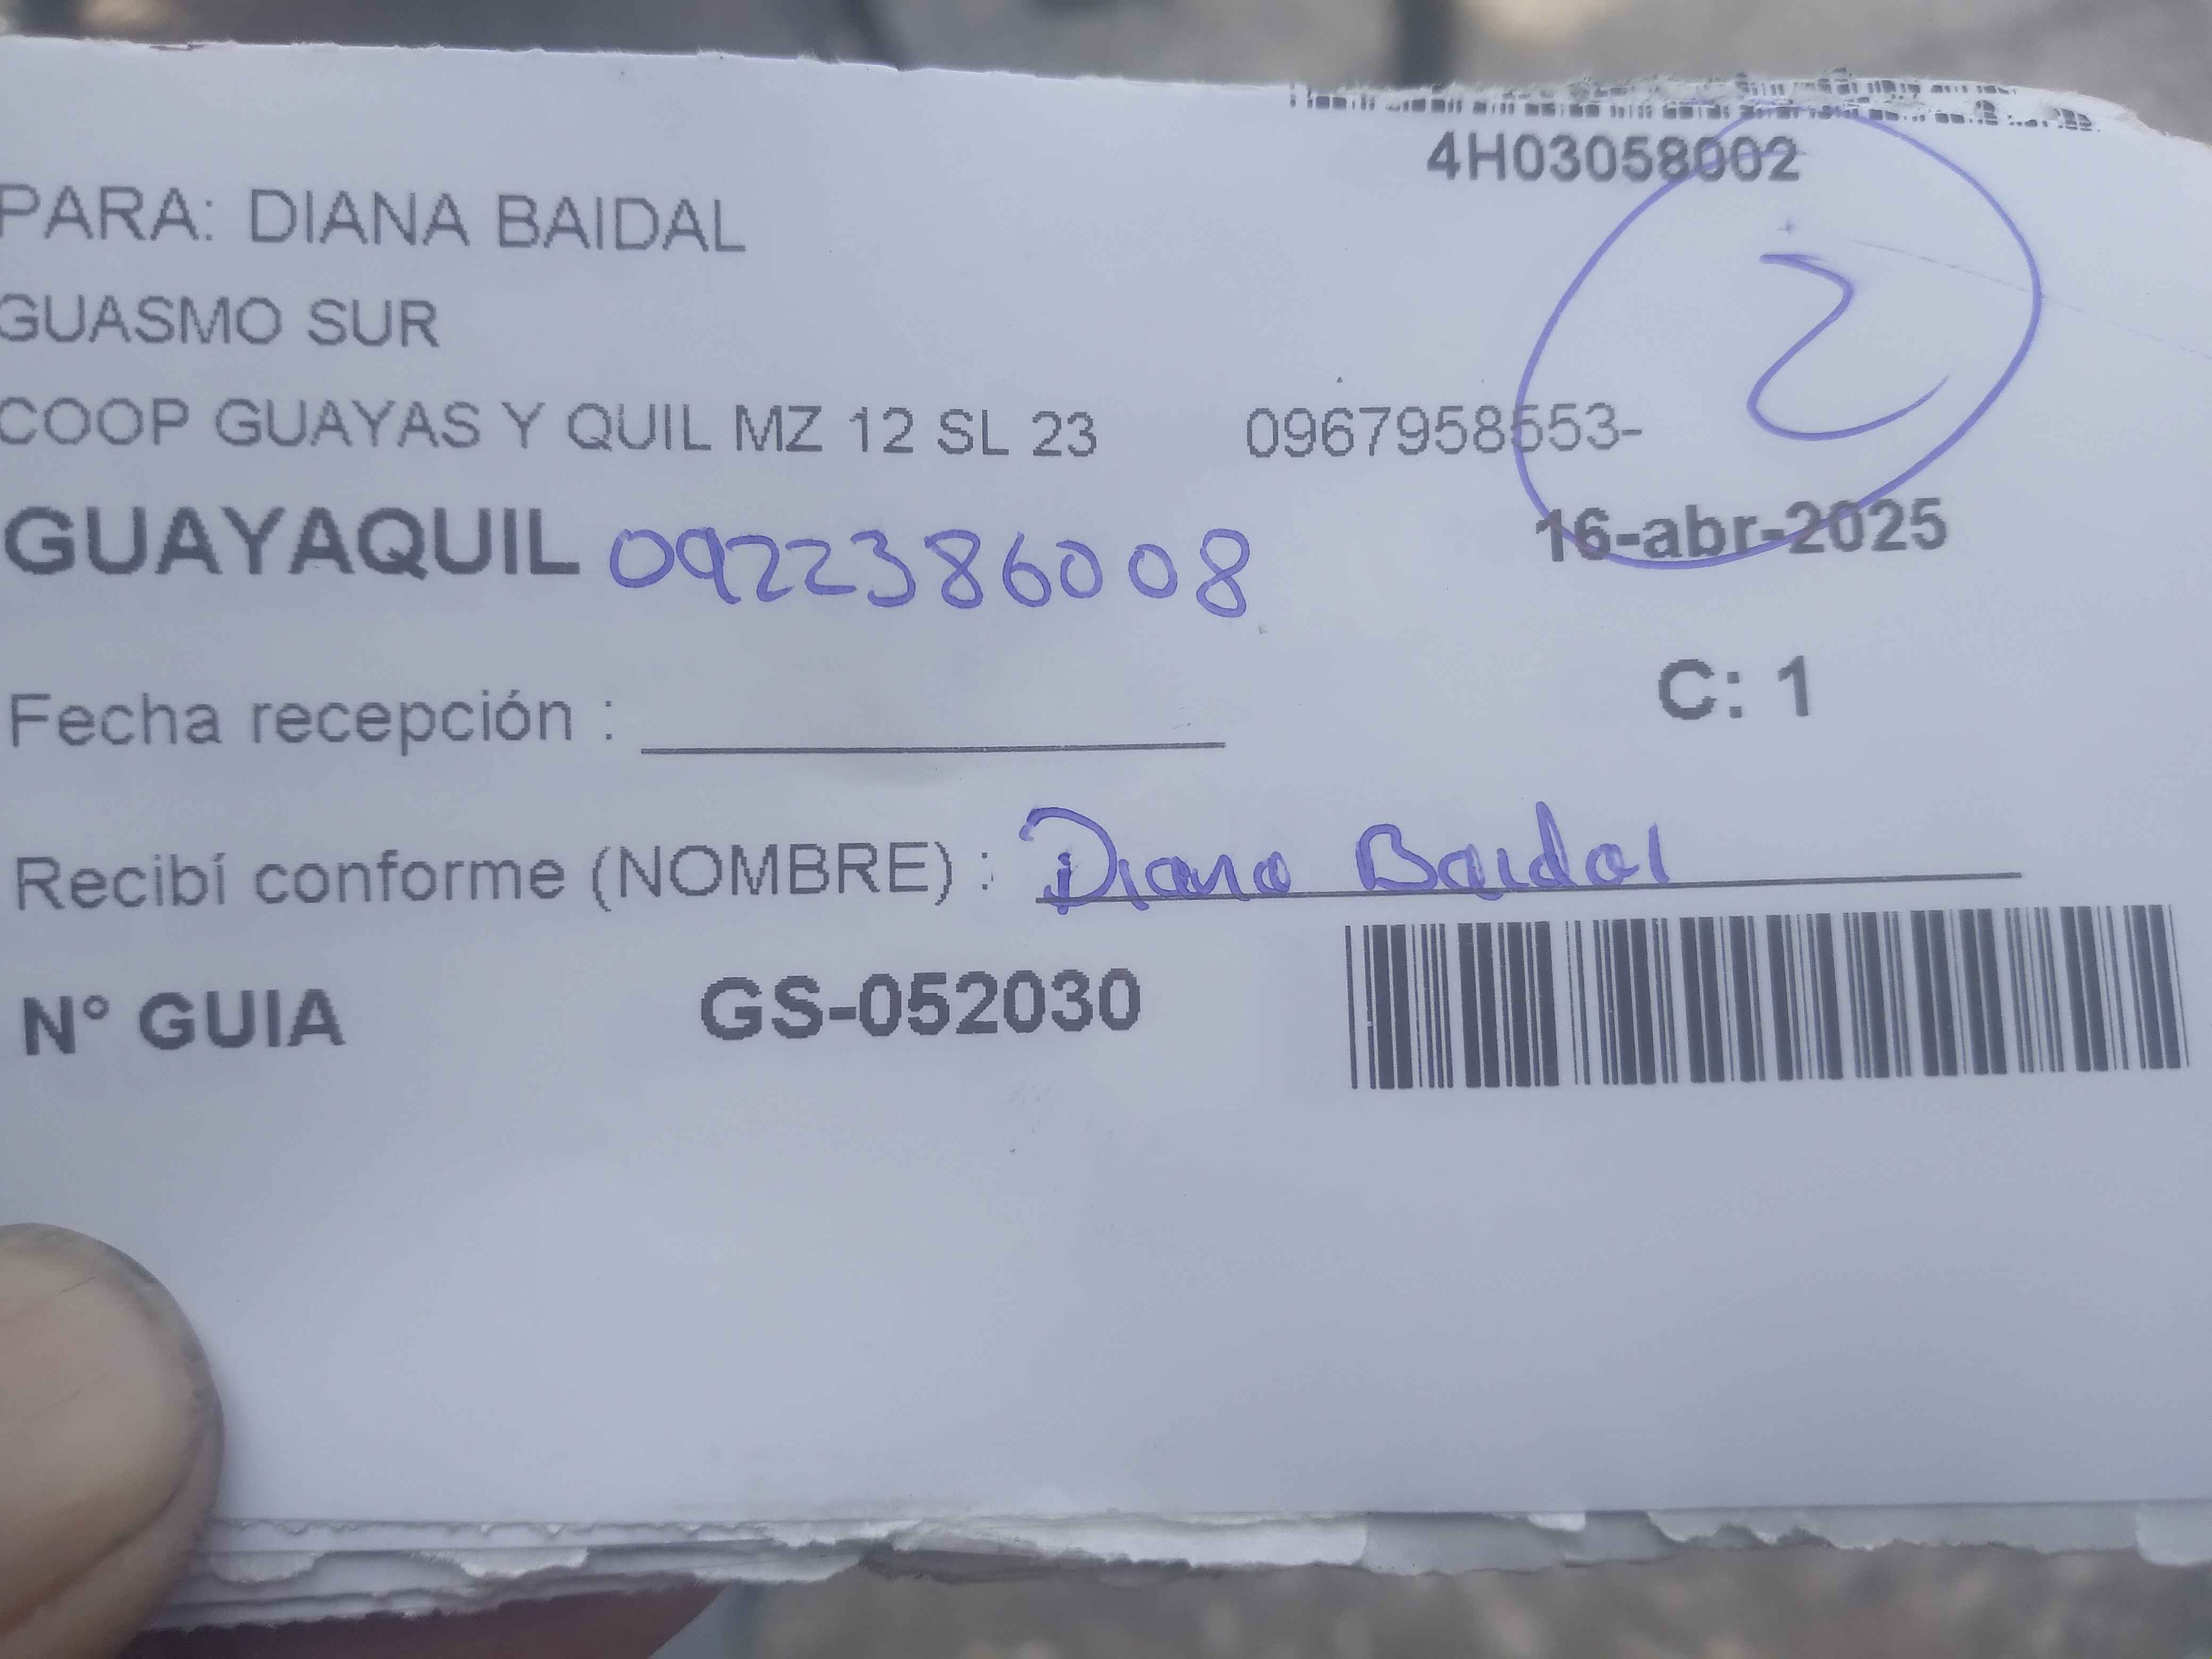 4H03058002
PARA: DIANA BAIDAL
GUASMO SUR
2
COOP GUAYAS Y QUIL MZ 12 SL 23 0967958553-
GUAYAQUIL 0922386008 16-abr-2025
C: 1
Fecha recepción :
Recibí conforme (NOMBRE) : Diana Baidal
N° GUIA GS-052030